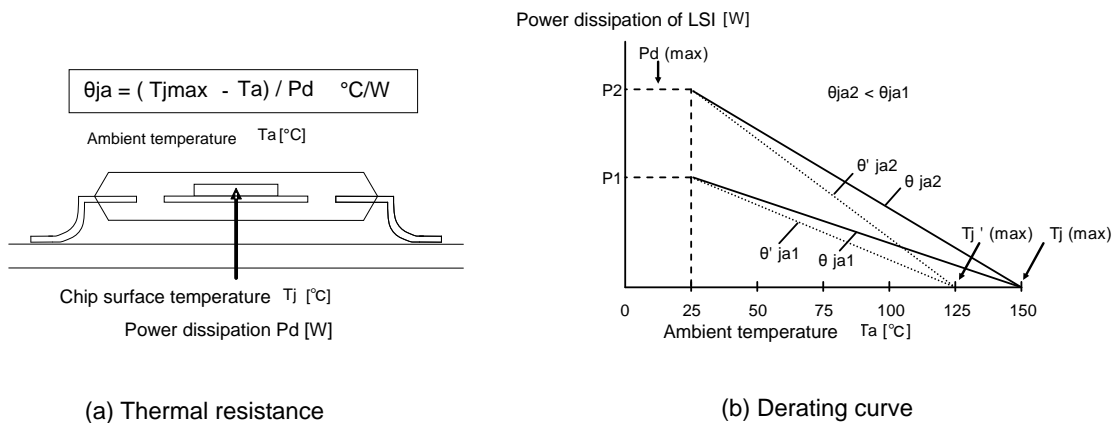 θja = ( Tjmax - Ta) / Pd °C/W
Ambient temperature Ta [°C]
Chip surface temperature Tj [°C]
Power dissipation Pd [W]
(a) Thermal resistance
Power dissipation of LSI [W]
Pd (max)
P2
θja2 < θja1
θ' ja2
θ ja2
P1
Tj ' (max)
Tj (max)
θ' ja1
θ ja1
0 25 50 75 100 125 150
Ambient temperature Ta [°C]
(b) Derating curve